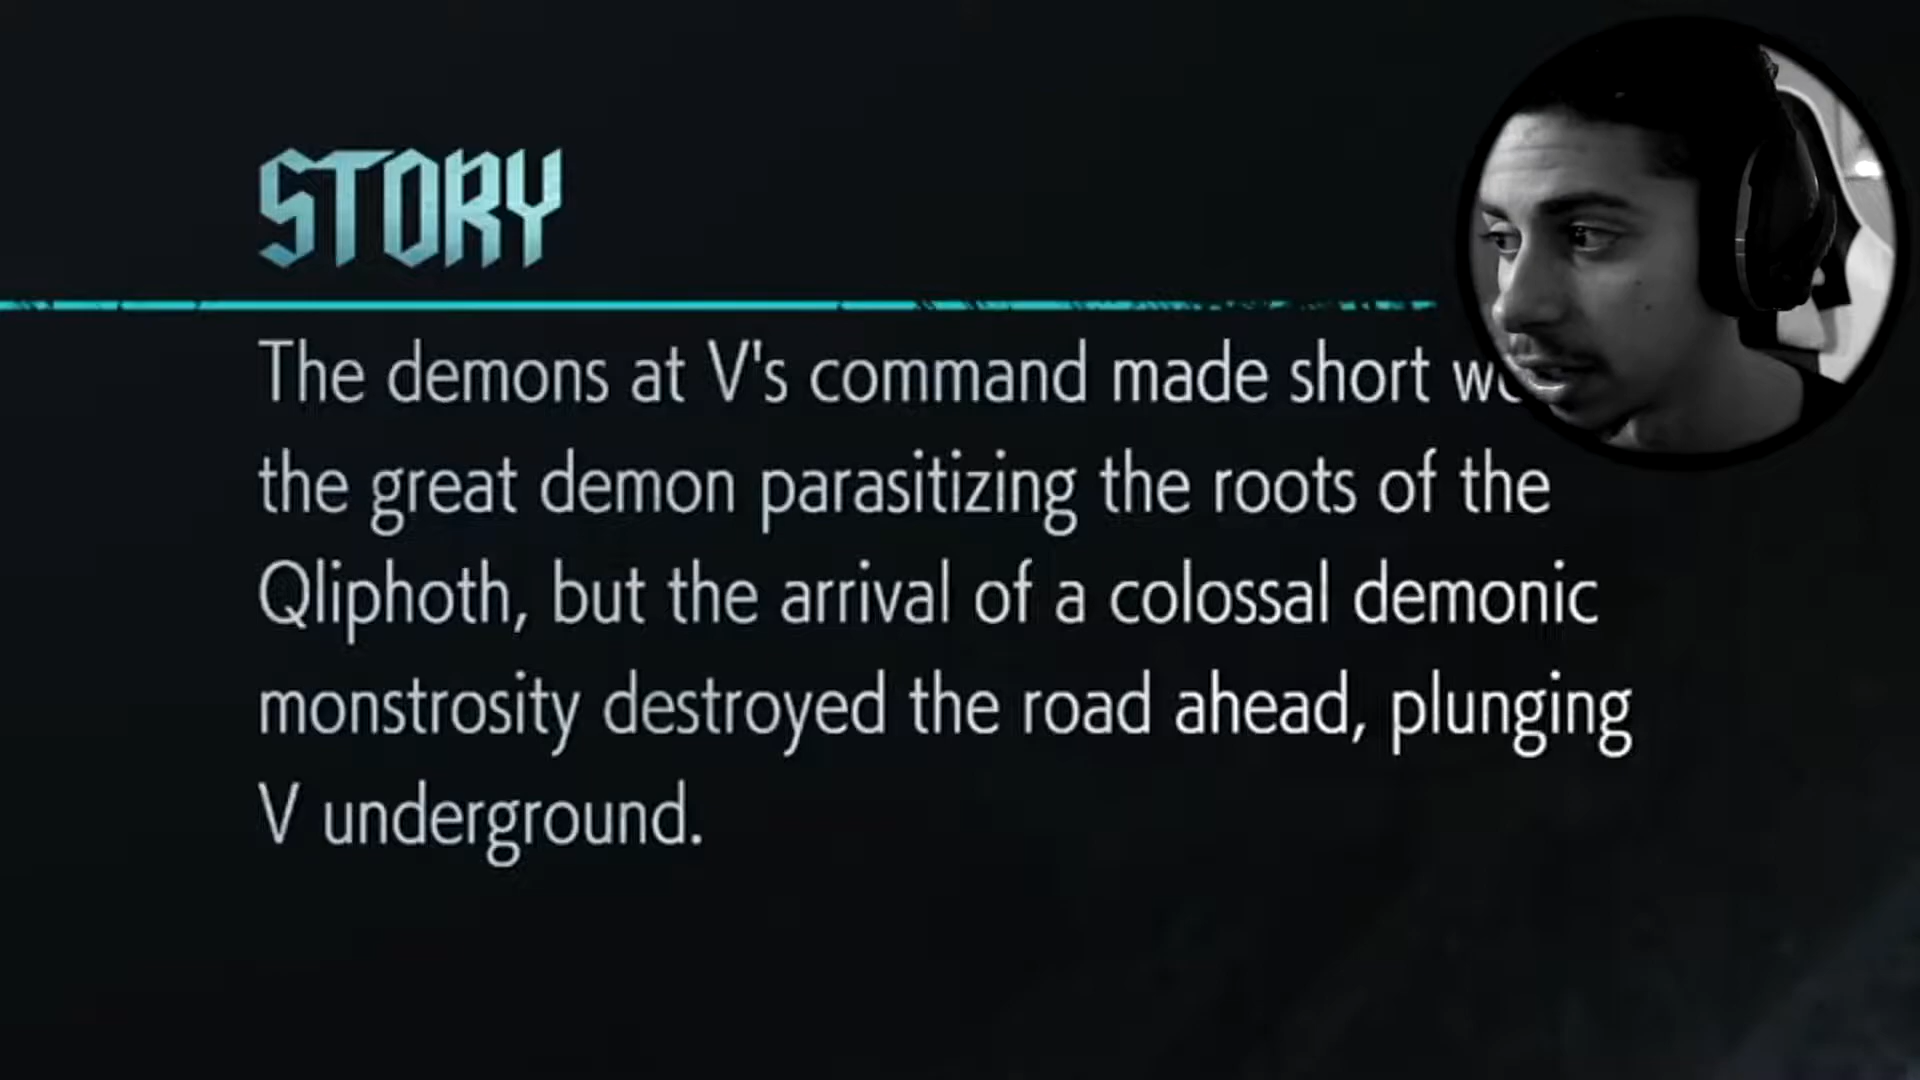 STORY
The demons at V's command made short
the great demon parasitizing the roots of the
Qliphoth, but the arrival of a colossal demonic
monstrosity destroyed the road ahead, plunging
V underground.